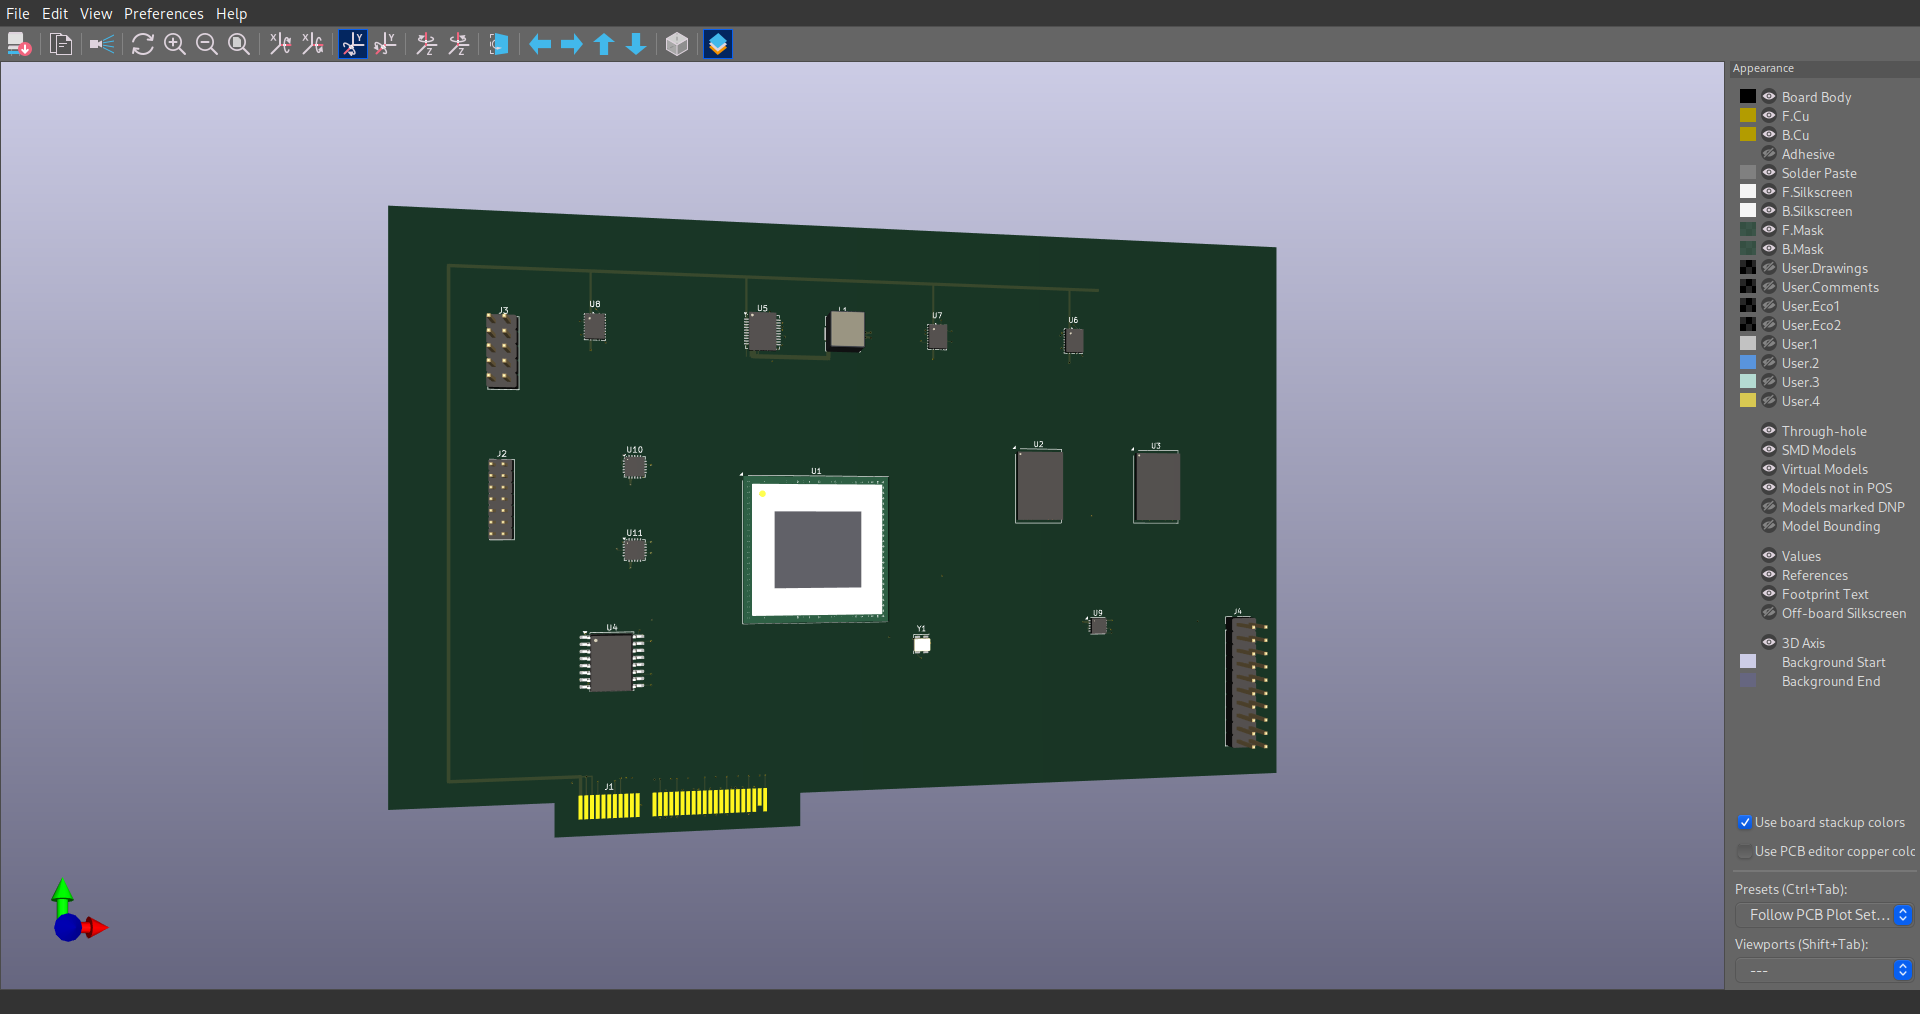 File Edit View Preferences Help
Appearance
Board Body
F.Cu
B.Cu
Adhesive
Solder Paste
F.Silkscreen
B.Silkscreen
F.Mask
B.Mask
User.Drawings
User.Comments
User.Eco1
User.Eco2
User.1
User.2
User.3
User.4
Through-hole
SMD Models
Virtual Models
Models not in POS
Models marked DNP
Model Bounding
Values
References
Footprint Text
Off-board Silkscreen
3D Axis
Background Start
Background End
Use board stackup colors
Use PCB editor copper colo
Presets (Ctrl+Tab):
Follow PCB Plot Set...
Viewports (Shift+Tab):
---
J3
U8
U5
L1
U7
U6
J2
U10
U1
U2
U3
U11
U4
Y1
U9
J4
J1